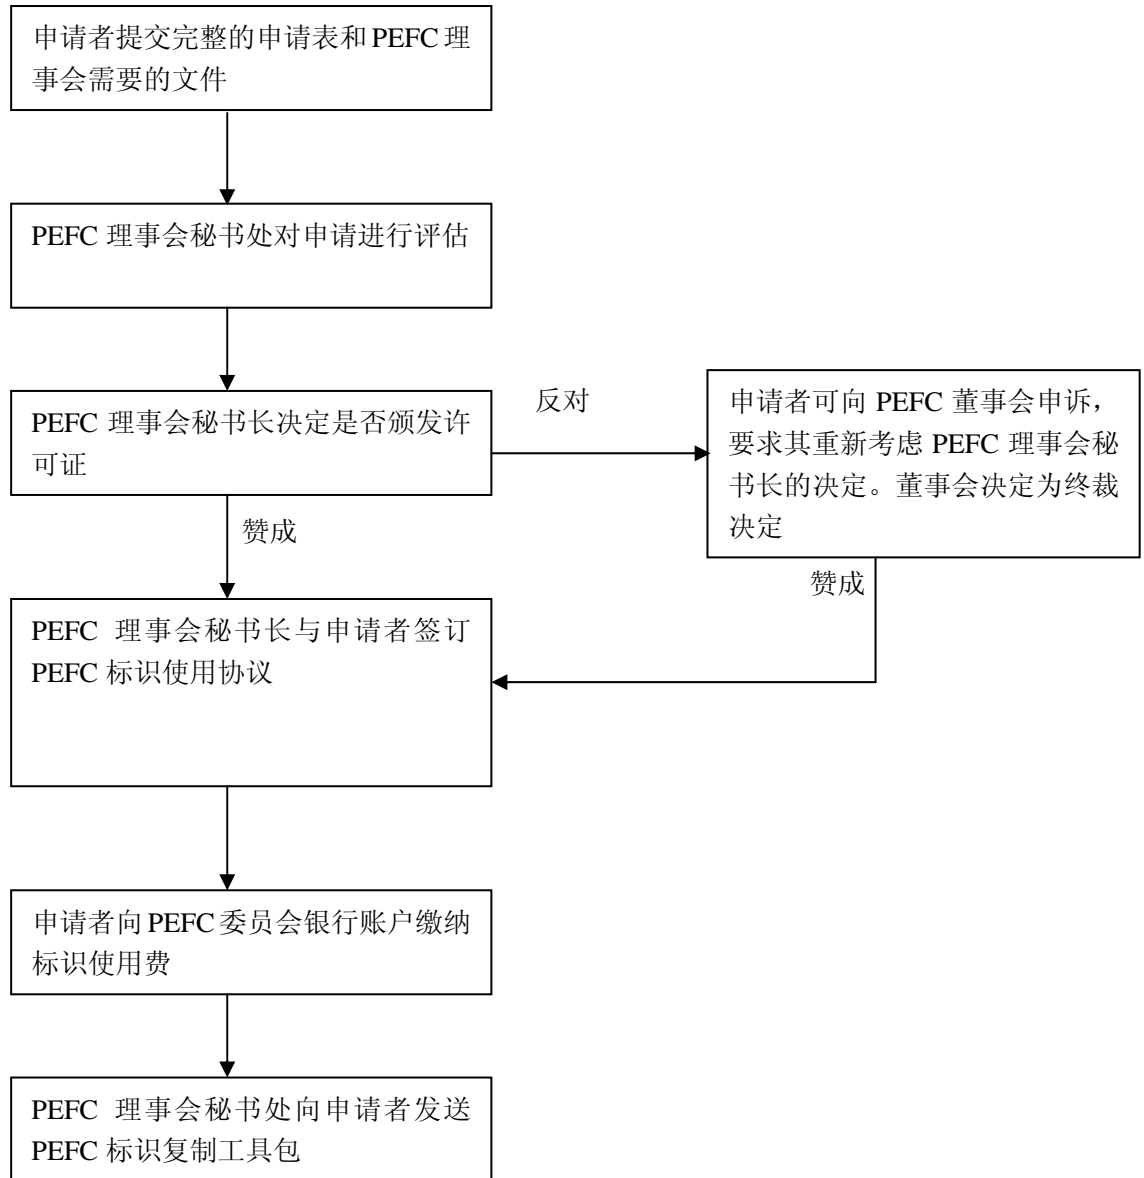 申请者提交完整的申请表和 PEFC 理
事会需要的文件
PEFC 理事会秘书处对申请进行评估
PEFC 理事会秘书长决定是否颁发许
可证
反对
申请者可向 PEFC 董事会申诉，
要求其重新考虑 PEFC 理事会秘
书长的决定。董事会决定为终裁
决定
赞成
赞成
PEFC 理事会秘书长与申请者签订
PEFC 标识使用协议
申请者向 PEFC 委员会银行账户缴纳
标识使用费
PEFC 理事会秘书处向申请者发送
PEFC 标识复制工具包